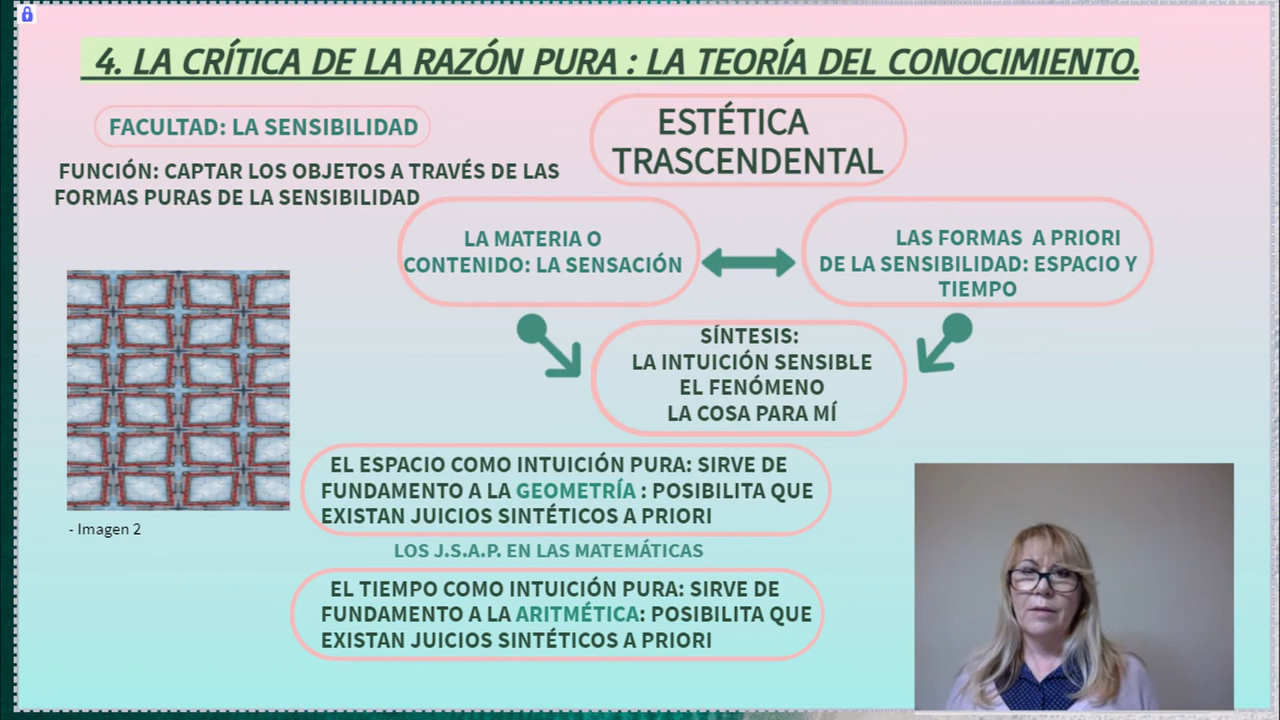 4. LA CRÍTICA DE LA RAZÓN PURA : LA TEORÍA DEL CONOCIMIENTO.
FACULTAD: LA SENSIBILIDAD
ESTÉTICA
TRASCENDENTAL
FUNCIÓN: CAPTAR LOS OBJETOS A TRAVÉS DE LAS
FORMAS PURAS DE LA SENSIBILIDAD
LA MATERIA O
CONTENIDO: LA SENSACIÓN
LAS FORMAS A PRIORI
DE LA SENSIBILIDAD: ESPACIO Y
TIEMPO
SÍNTESIS:
LA INTUICIÓN SENSIBLE
EL FENÓMENO
LA COSA PARA MÍ
- Imagen 2
EL ESPACIO COMO INTUICIÓN PURA: SIRVE DE
FUNDAMENTO A LA GEOMETRÍA : POSIBILITA QUE
EXISTAN JUICIOS SINTÉTICOS A PRIORI
LOS J.S.A.P. EN LAS MATEMÁTICAS
EL TIEMPO COMO INTUICIÓN PURA: SIRVE DE
FUNDAMENTO A LA ARITMÉTICA: POSIBILITA QUE
EXISTAN JUICIOS SINTÉTICOS A PRIORI